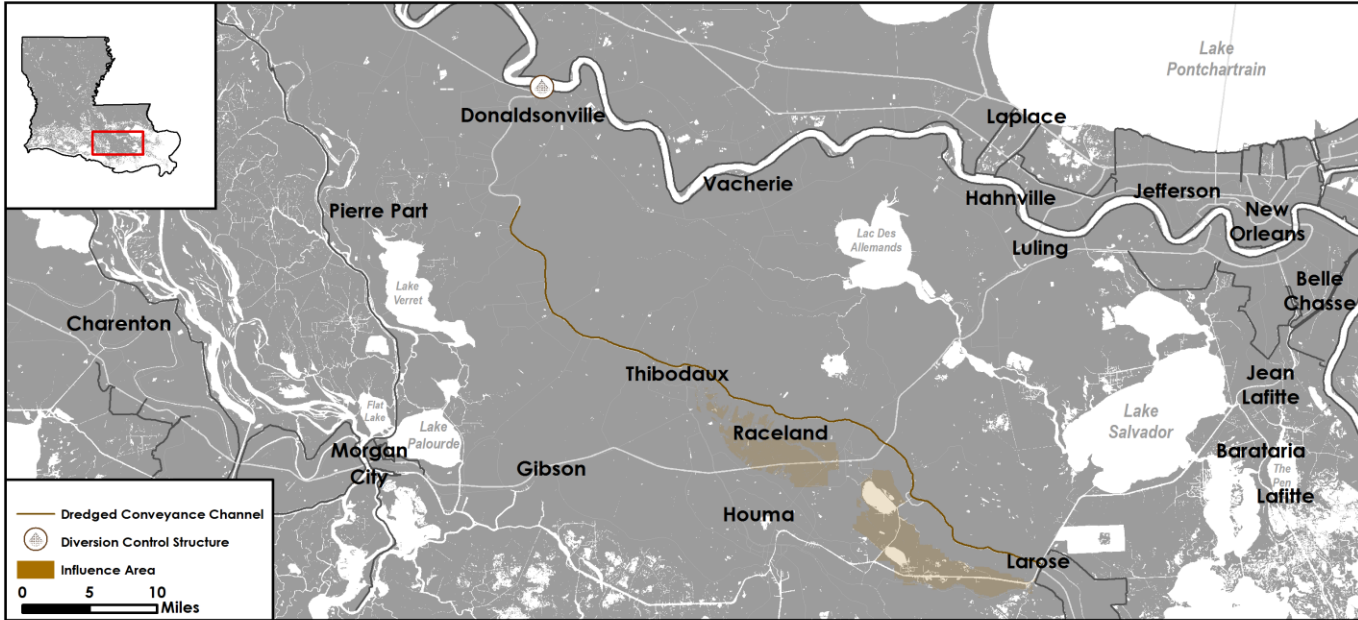 Lake
Pontchartrain
Donaldsonville
Laplace
Vacherie
Hahnville
Jefferson
New
Orleans
Pierre Part
Lac Des
Allemands
Luling
Lake
Verret
Belle
Chasse
Charenton
Thibodaux
Jean
Lafitte
Flat
Lake
Lake
Palourde
Raceland
Lake
Salvador
Morgan
City
Gibson
Barataria
The
Pen
Lafitte
Houma
Larose
Dredged Conveyance Channel
Diversion Control Structure
Influence Area
0 5 10
Miles